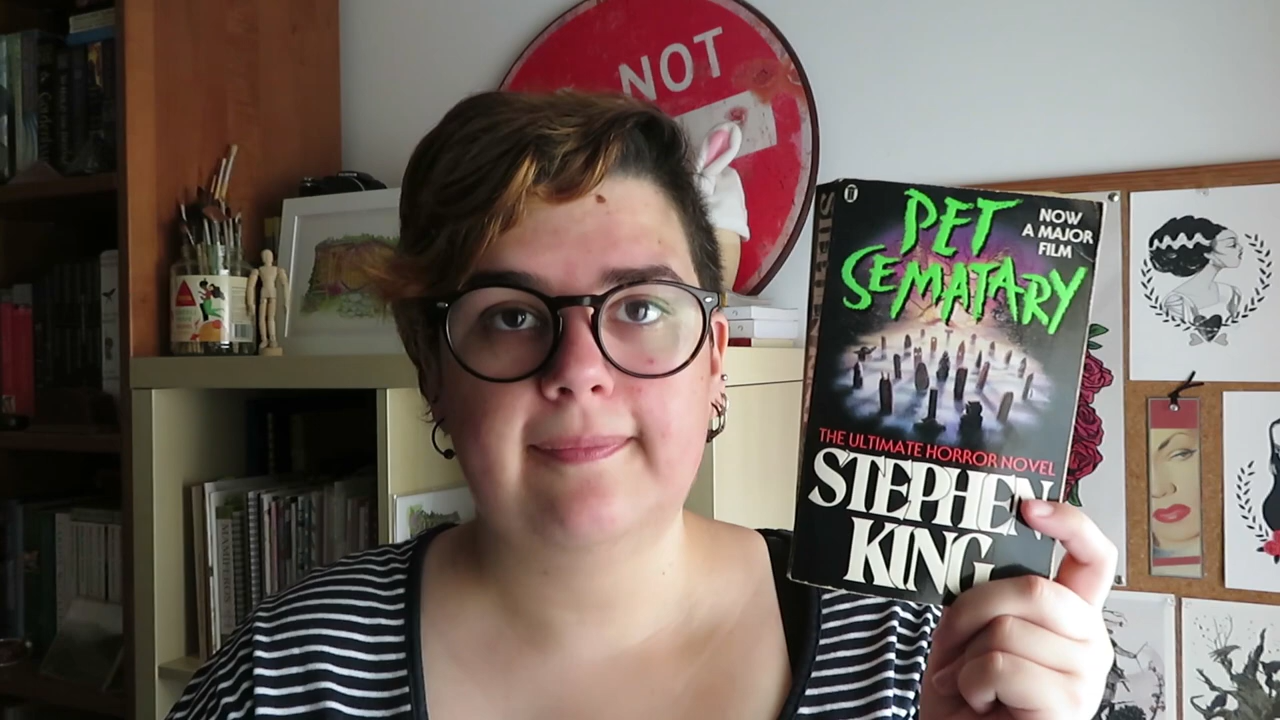 NOT
PET
SEMATARY
NOW
A MAJOR
FILM
THE ULTIMATE HORROR NOVEL
STEPHEN
KING